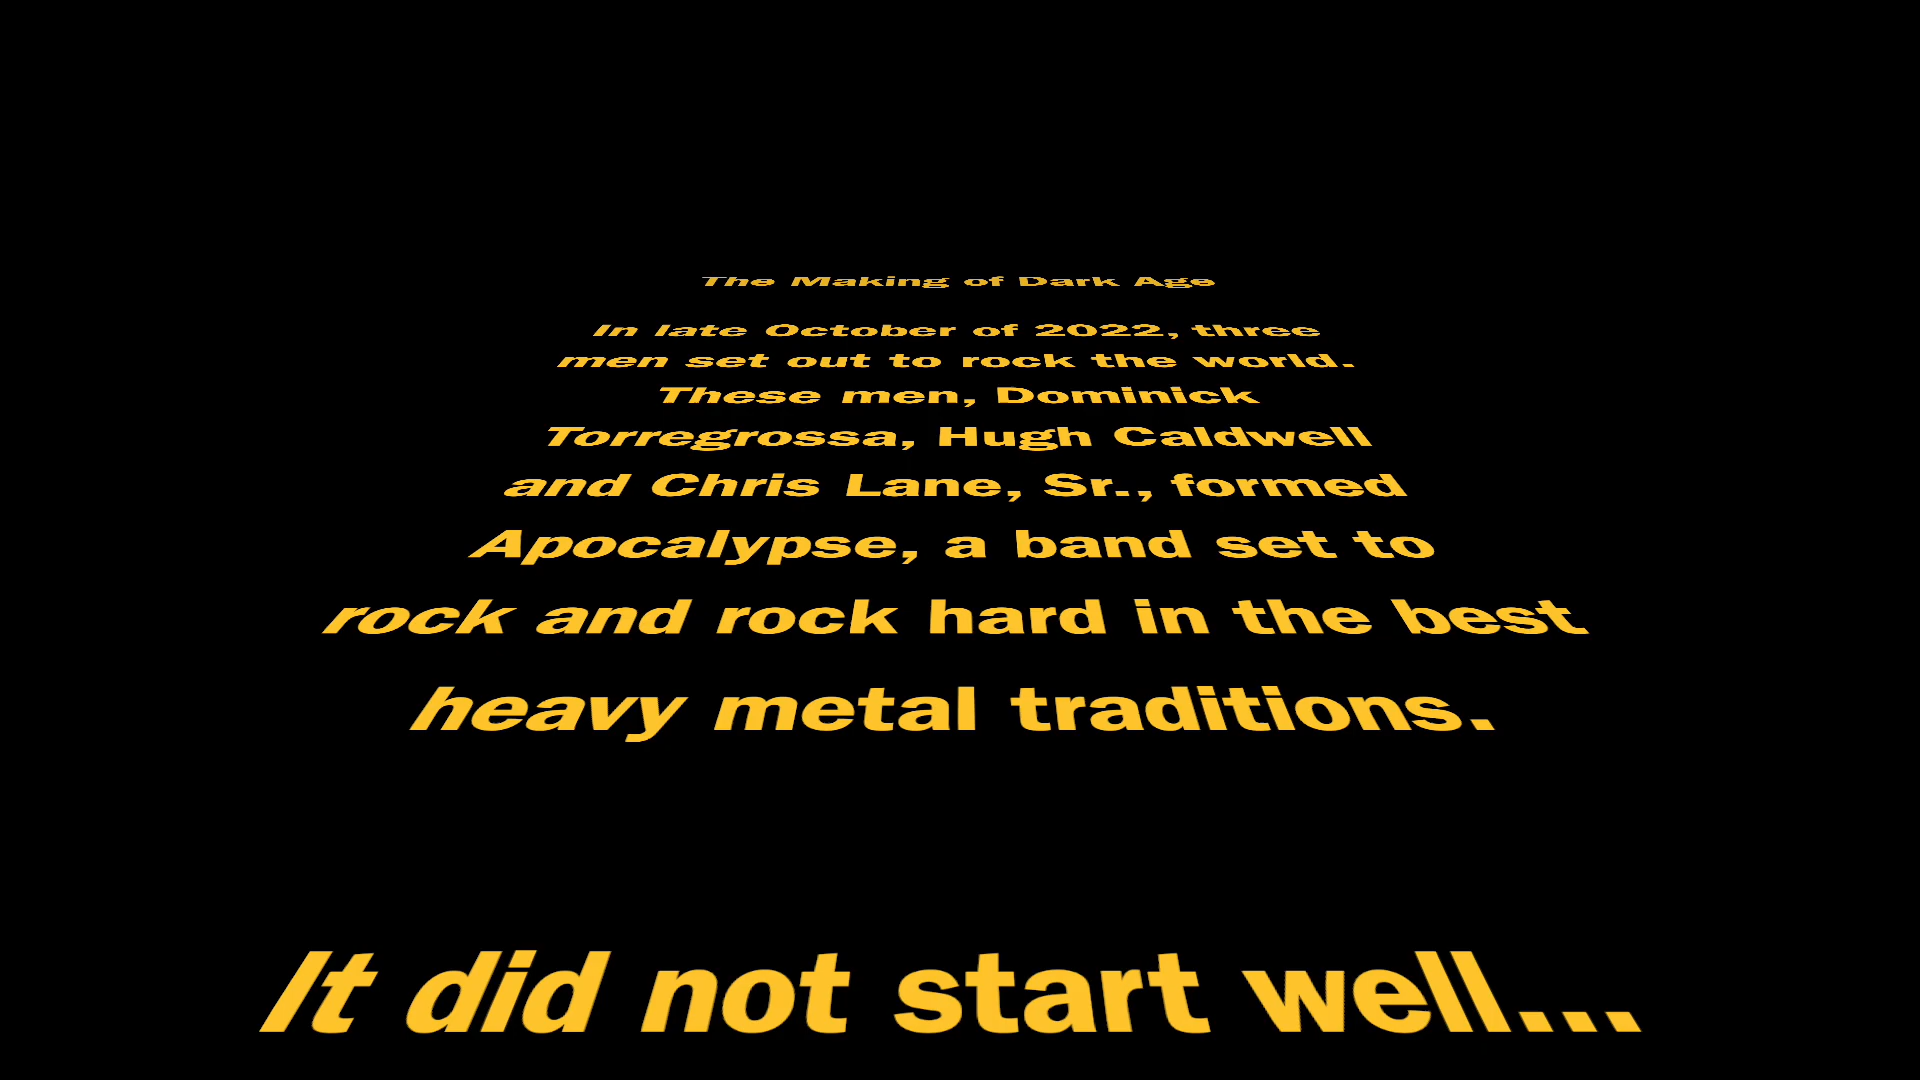 The Making of Dark Age
In late October of 2022, three
men set out to rock the world.
These men, Dominick
Torregrossa, Hugh Caldwell
and Chris Lane, Sr., formed
Apocalypse, a band set to
rock and rock hard in the best
heavy metal traditions.
It did not start well...